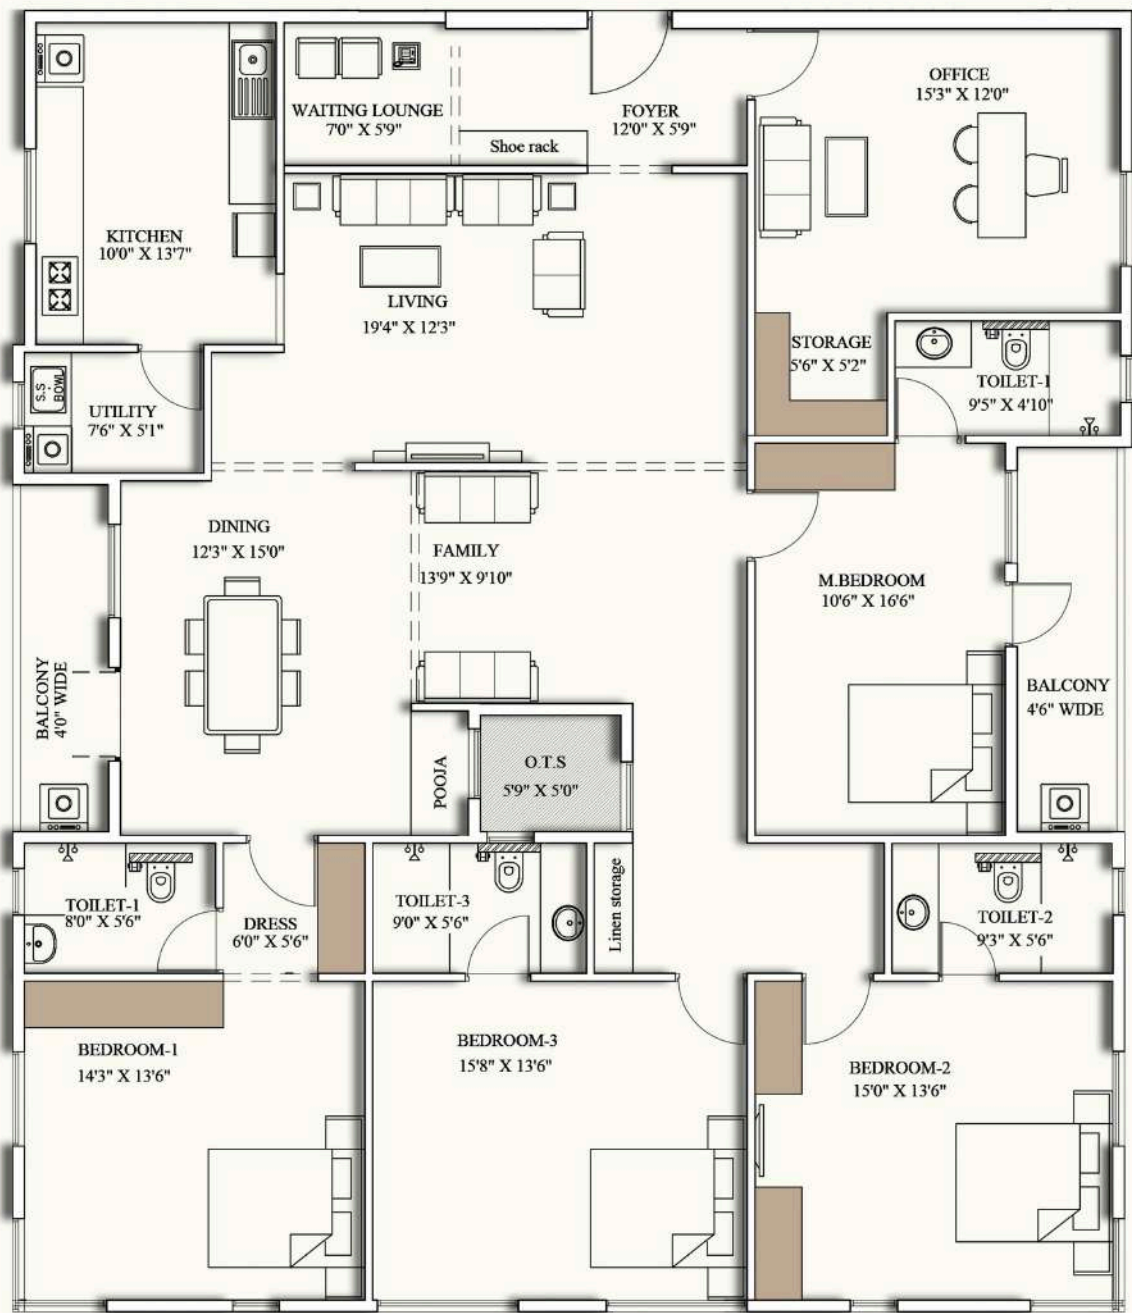 WAITING LOUNGE
7'0" X 5'9"
Shoe rack
FOYER
12'0" X 5'9"
OFFICE
15'3" X 12'0"
KITCHEN
10'0" X 13'7"
LIVING
19'4" X 12'3"
STORAGE
5'6" X 5'2"
TOILET-1
9'5" X 4'10"
S.S
BOWL
UTILITY
7'6" X 5'1"
DINING
12'3" X 15'0"
FAMILY
13'9" X 9'10"
M.BEDROOM
10'6" X 16'6"
BALCONY
4'0" WIDE
BALCONY
4'6" WIDE
POOJA
O.T.S
5'9" X 5'0"
TOILET-1
8'0" X 5'6"
DRESS
6'0" X 5'6"
TOILET-3
9'0" X 5'6"
Linen storage
TOILET-2
9'3" X 5'6"
BEDROOM-1
14'3" X 13'6"
BEDROOM-3
15'8" X 13'6"
BEDROOM-2
15'0" X 13'6"